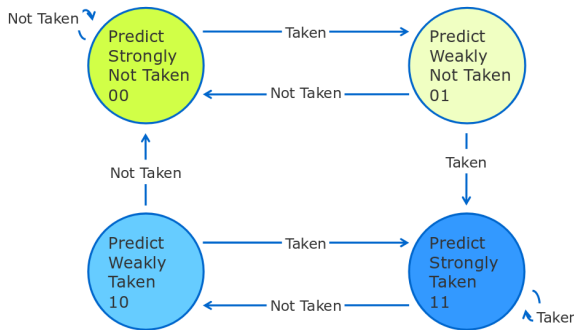 Not Taken
Predict
Strongly
Not Taken
00
Taken
Predict
Weakly
Not Taken
01
Not Taken
Not Taken
Taken
Predict
Weakly
Taken
10
Taken
Predict
Strongly
Taken
11
Not Taken
Taken